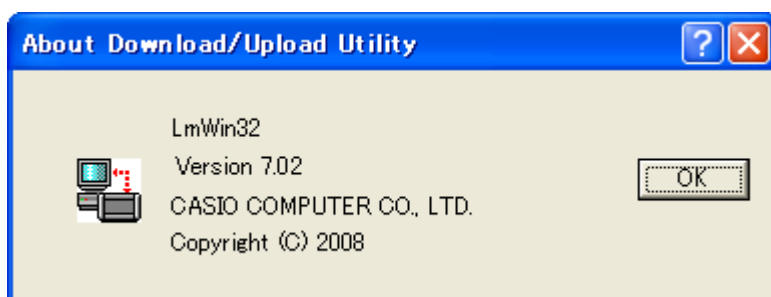 About Download/Upload Utility
LmWin32
Version 7.02
OK
CASIO COMPUTER CO., LTD.
Copyright (C) 2008